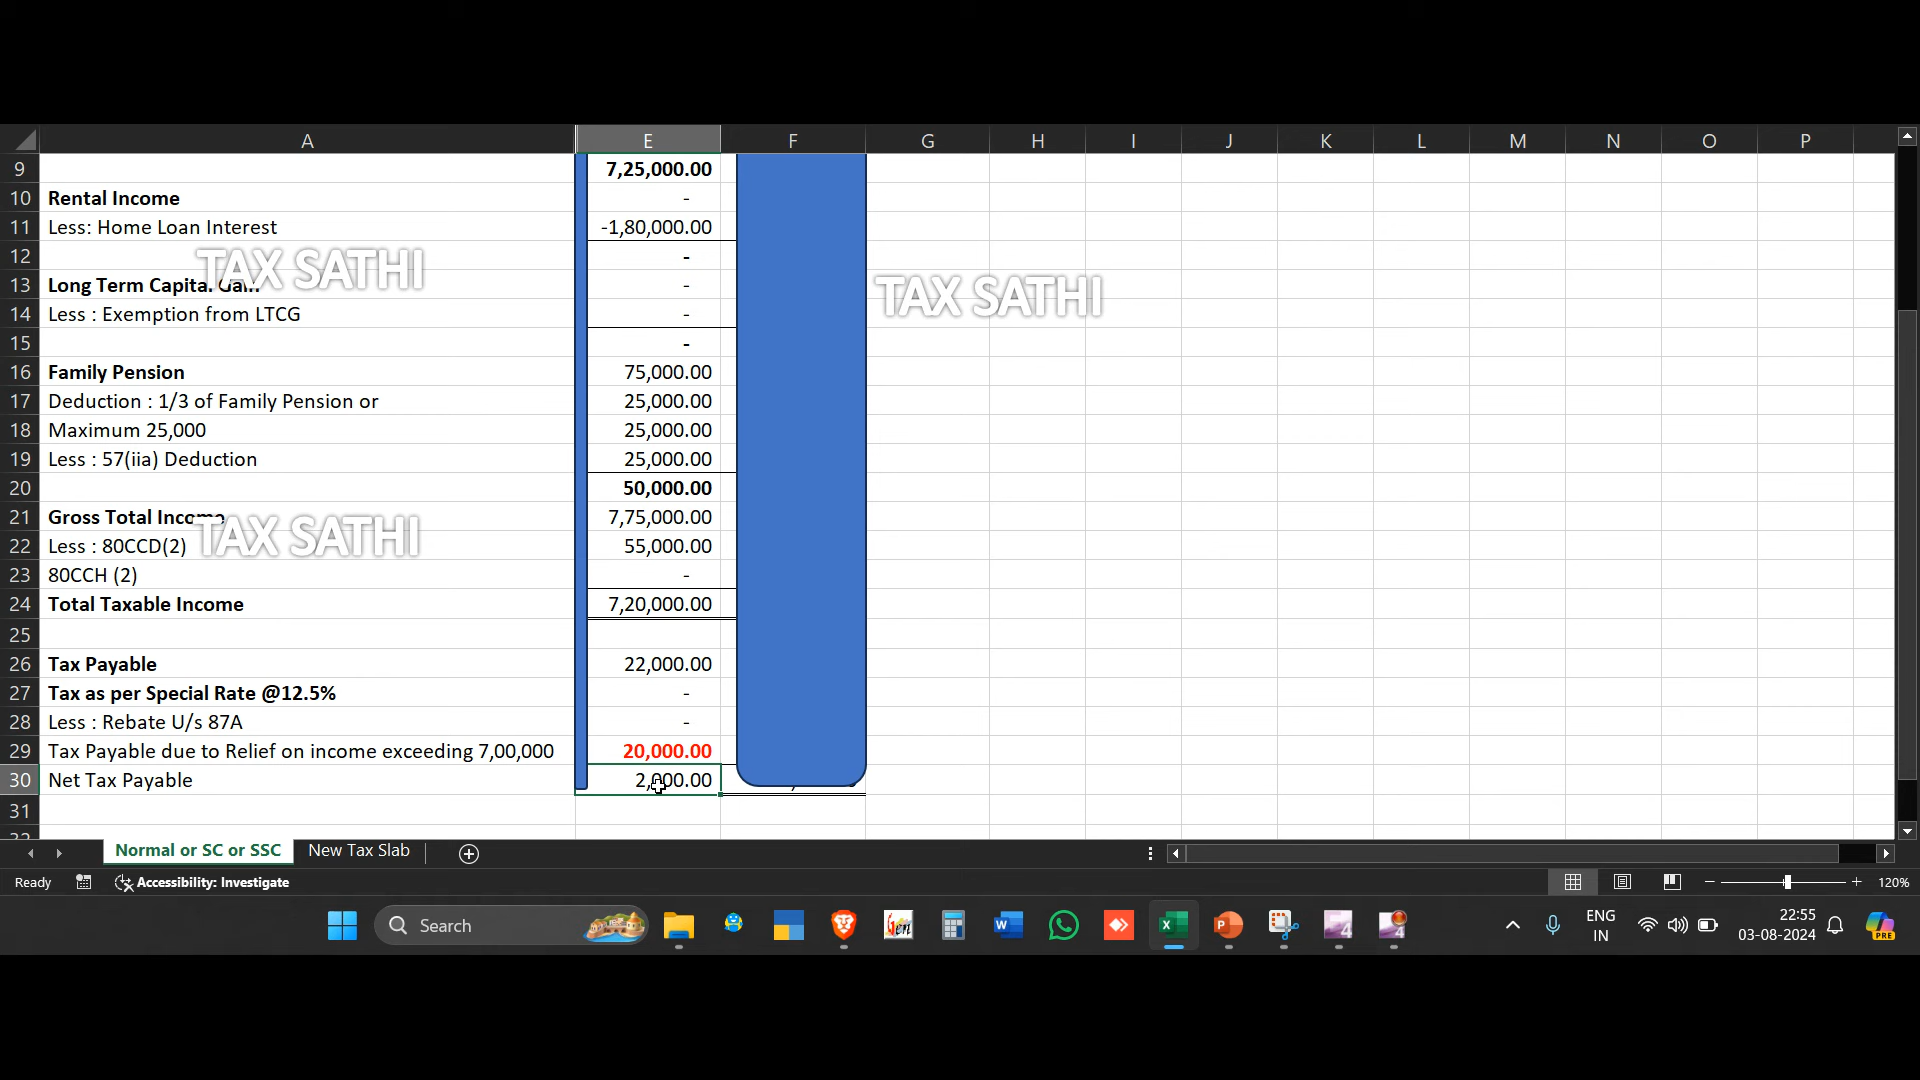 A E F G H I J K L M N O P
9 7,25,000.00
10 Rental Income -
11 Less: Home Loan Interest -1,80,000.00
12 -
TAX SATHI
TAX SATHI
13 Long Term Capital Gain -
14 Less : Exemption from LTCG -
15 -
16 Family Pension 75,000.00
17 Deduction : 1/3 of Family Pension or 25,000.00
18 Maximum 25,000 25,000.00
19 Less : 57(iia) Deduction 25,000.00
20 50,000.00
21 Gross Total Income 7,75,000.00
TAX SATHI
22 Less : 80CCD(2) 55,000.00
23 80CCH (2) -
24 Total Taxable Income 7,20,000.00
25
26 Tax Payable 22,000.00
27 Tax as per Special Rate @12.5% -
28 Less : Rebate U/s 87A -
29 Tax Payable due to Relief on income exceeding 7,00,000 20,000.00
30 Net Tax Payable 2,000.00
31
Normal or SC or SSC New Tax Slab
Ready Accessibility: Investigate 120%
Search ENG 22:55
IN 03-08-2024
PRE